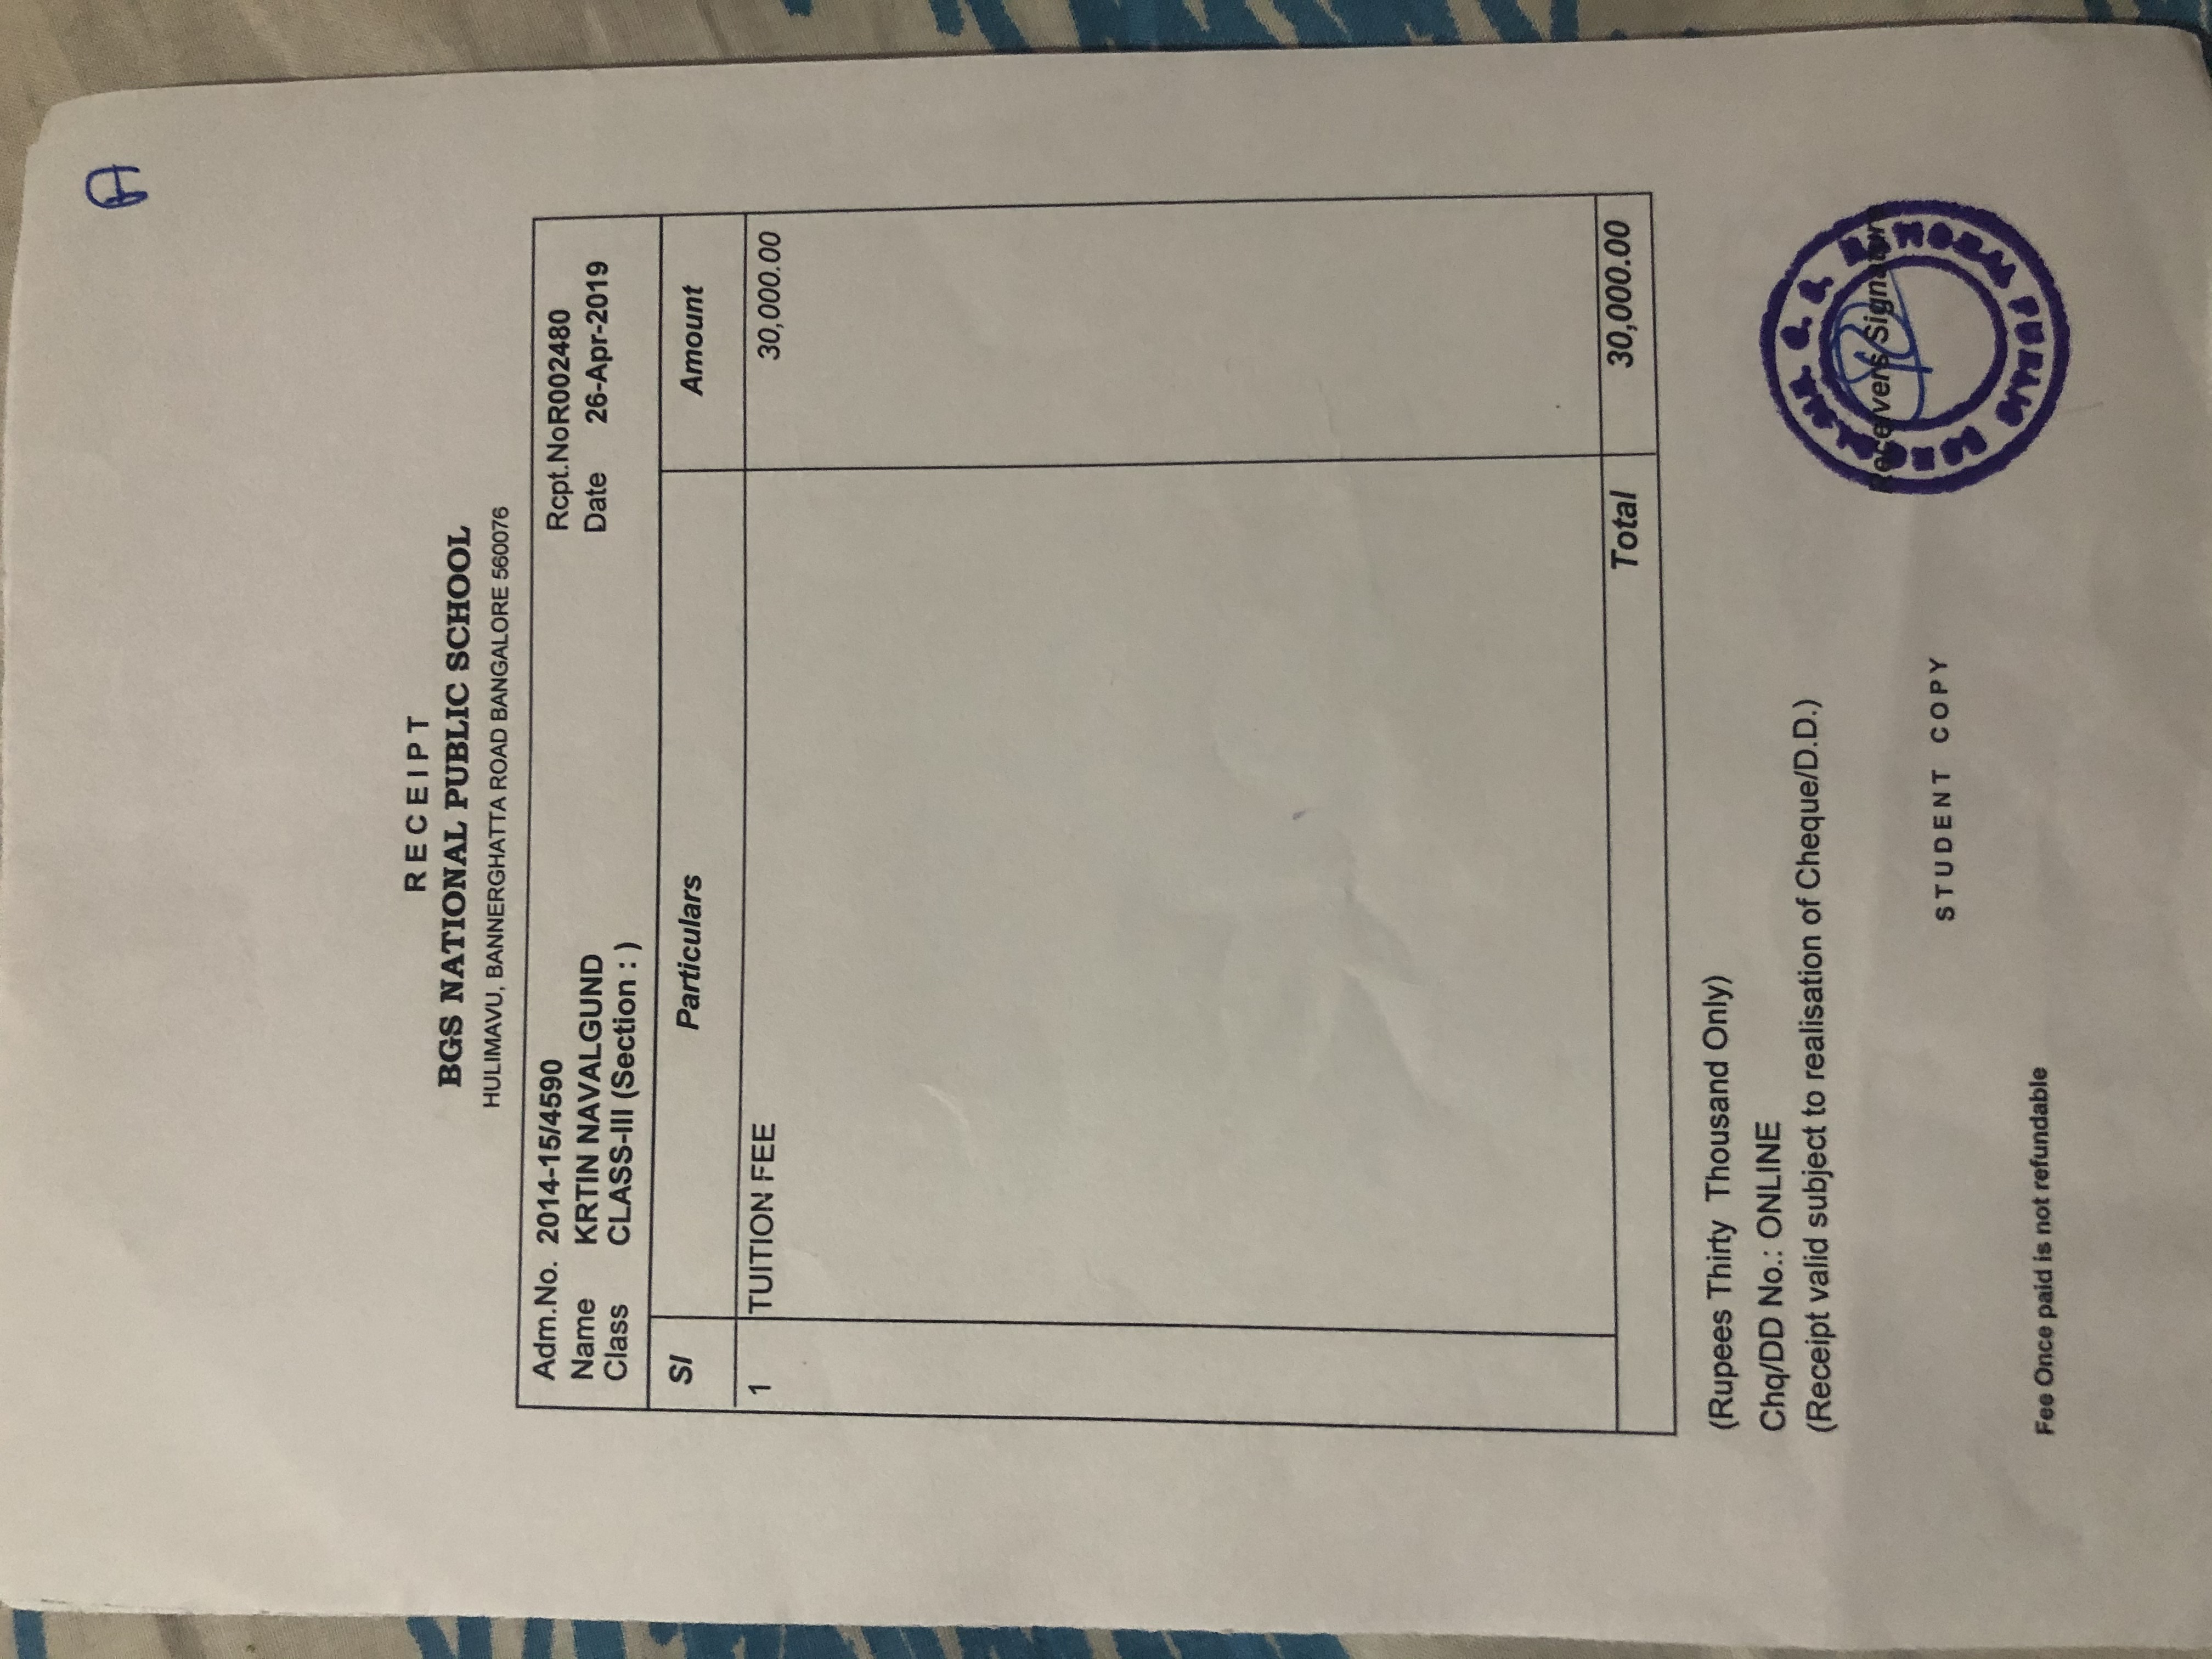 A
RECEIPT
BGS NATIONAL PUBLIC SCHOOL
HULIMAVU, BANNERGHATTA ROAD BANGALORE 560076
Adm.No. 2014-15/4590 Rcpt.NoR002480
Name KRTIN NAVALGUND Date 26-Apr-2019
Class CLASS-III (Section : )
Sl Particulars Amount
1 TUITION FEE 30,000.00
Total 30,000.00
(Rupees Thirty Thousand Only)
Chq/DD No.: ONLINE
(Receipt valid subject to realisation of Cheque/D.D.)
Receivers Signature
STUDENT COPY
Fee Once paid is not refundable